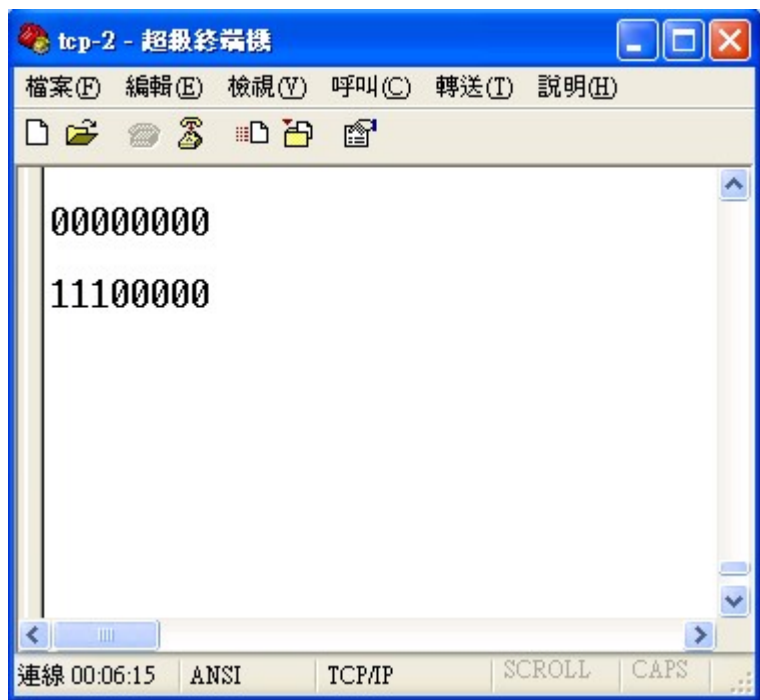 tcp-2 - 超級終端機
檔案(F) 編輯(E) 檢視(V) 呼叫(C) 轉送(T) 說明(H)
00000000
11100000
連線 00:06:15 ANSI TCP/IP SCROLL CAPS